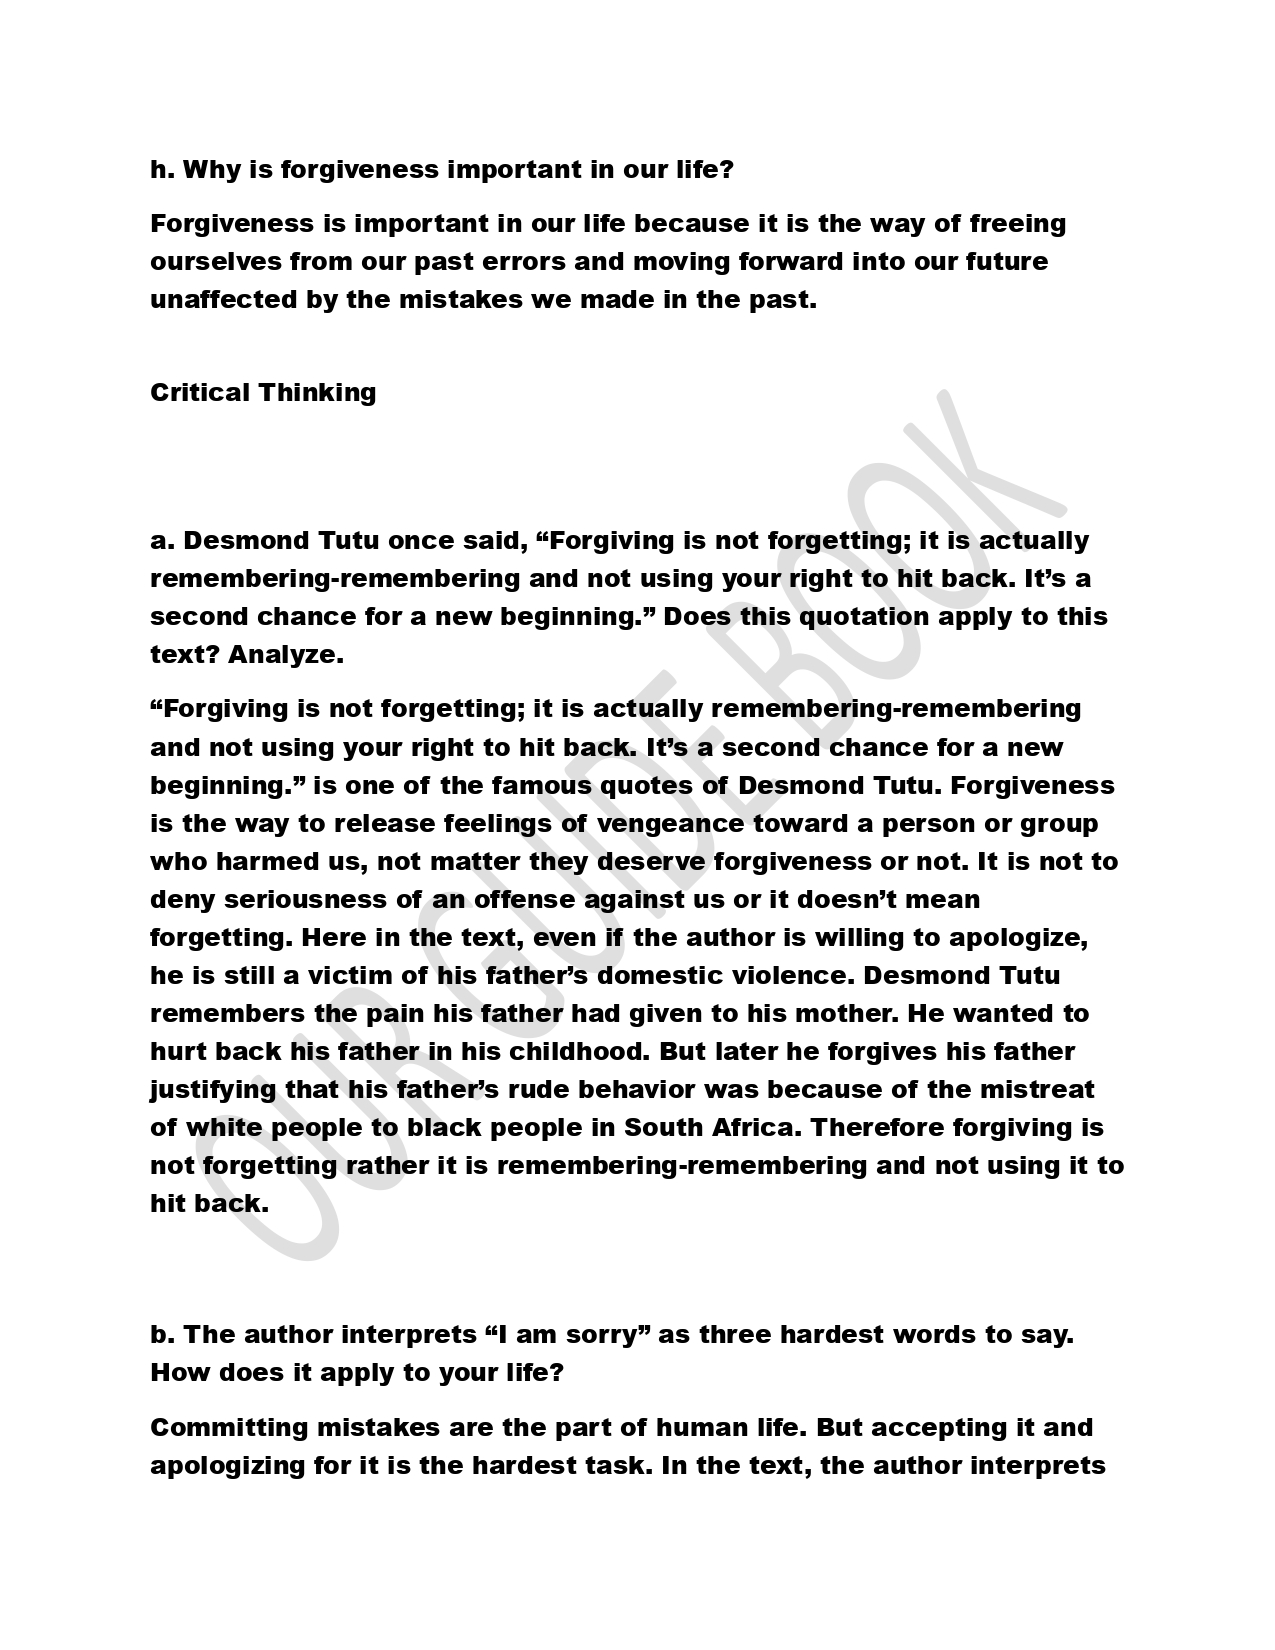 h. Why is forgiveness important in our life?
Forgiveness is important in our life because it is the way of freeing
ourselves from our past errors and moving forward into our future
unaffected by the mistakes we made in the past.
Critical Thinking
a. Desmond Tutu once said, “Forgiving is not forgetting; it is actually
remembering-remembering and not using your right to hit back. It’s a
second chance for a new beginning.” Does this quotation apply to this
text? Analyze.
“Forgiving is not forgetting; it is actually remembering-remembering
and not using your right to hit back. It’s a second chance for a new
beginning.” is one of the famous quotes of Desmond Tutu. Forgiveness
is the way to release feelings of vengeance toward a person or group
who harmed us, not matter they deserve forgiveness or not. It is not to
deny seriousness of an offense against us or it doesn’t mean
forgetting. Here in the text, even if the author is willing to apologize,
he is still a victim of his father’s domestic violence. Desmond Tutu
remembers the pain his father had given to his mother. He wanted to
hurt back his father in his childhood. But later he forgives his father
justifying that his father’s rude behavior was because of the mistreat
of white people to black people in South Africa. Therefore forgiving is
not forgetting rather it is remembering-remembering and not using it to
hit back.
b. The author interprets “I am sorry” as three hardest words to say.
How does it apply to your life?
Committing mistakes are the part of human life. But accepting it and
apologizing for it is the hardest task. In the text, the author interprets
OUR GUIDE BOOK